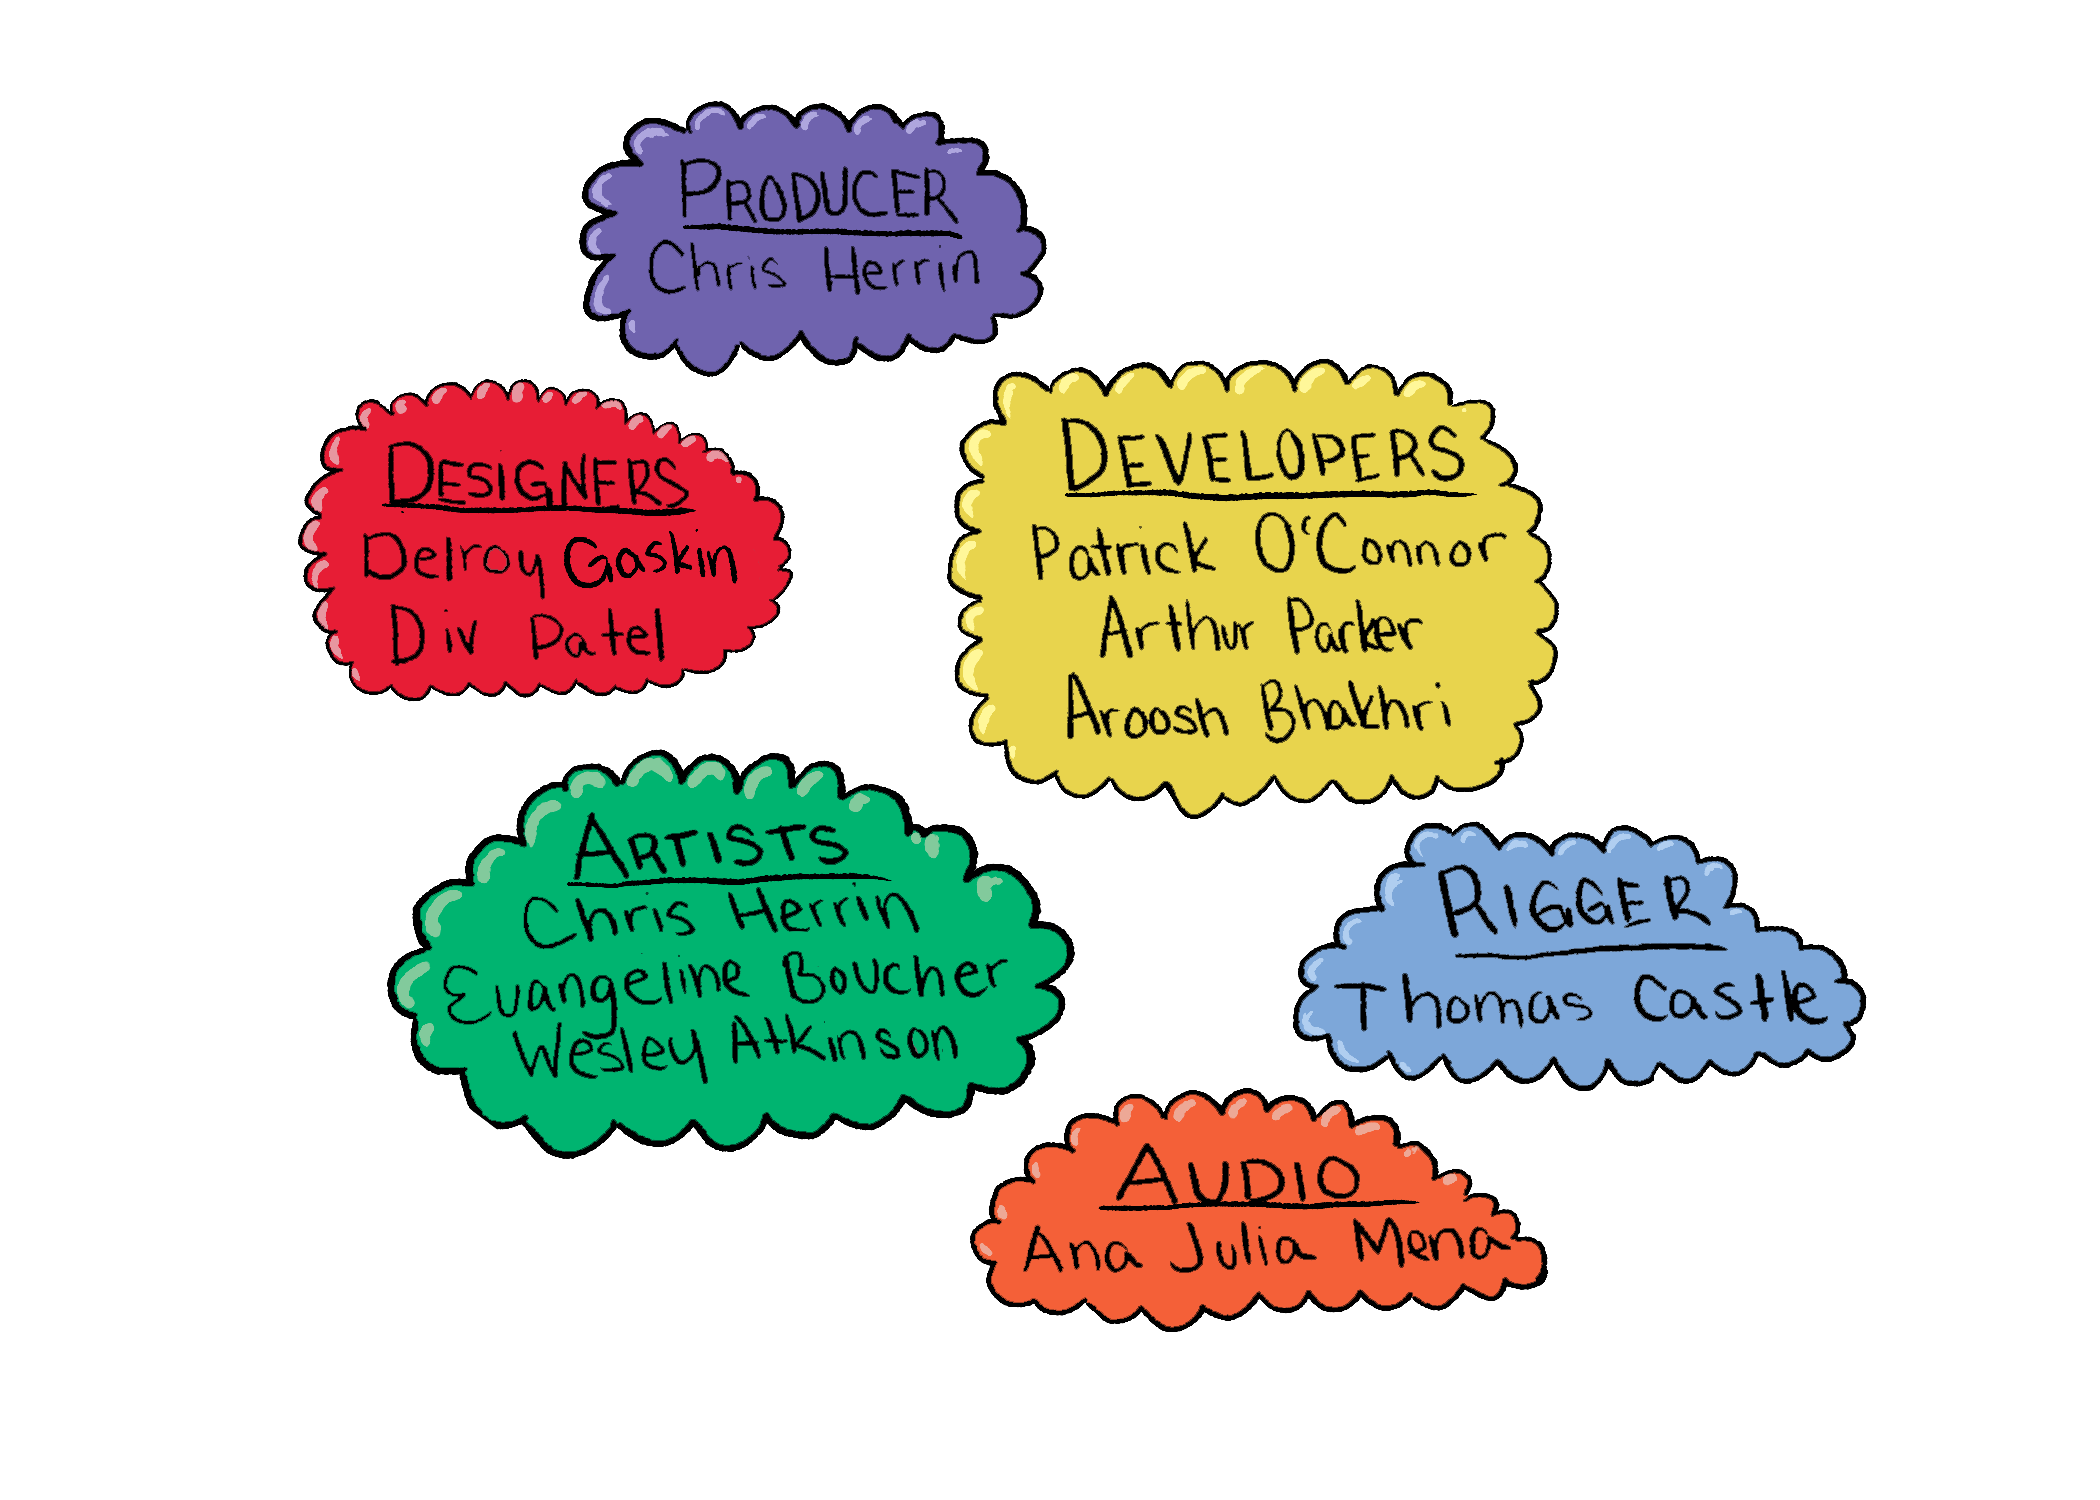 PRODUCER
Chris Herrin
DESIGNERS
Delroy Gaskin
Div Patel
DEVELOPERS
Patrick O'Connor
Arthur Parker
Aroosh Bhakhri
ARTISTS
Chris Herrin
Evangeline Boucher
Wesley Atkinson
RIGGER
Thomas Castle
AUDIO
Ana Julia Mena